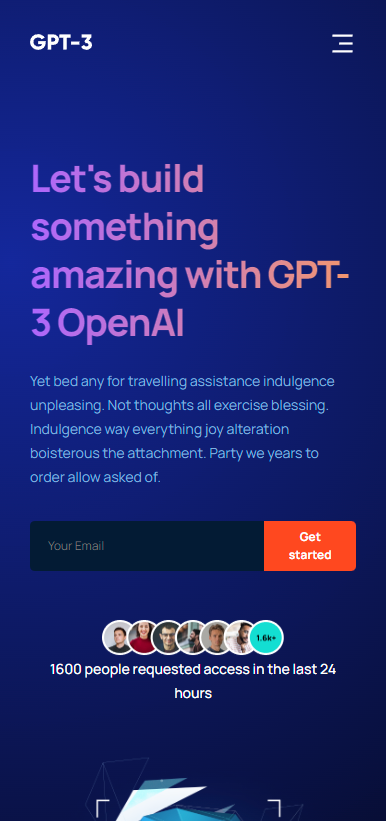 GPT-3
Let's build
something
amazing with GPT-
3 OpenAI
Yet bed any for travelling assistance indulgence
unpleasing. Not thoughts all exercise blessing.
Indulgence way everything joy alteration
boisterous the attachment. Party we years to
order allow asked of.
Your Email
Get
started
1.6k+
1600 people requested access in the last 24
hours